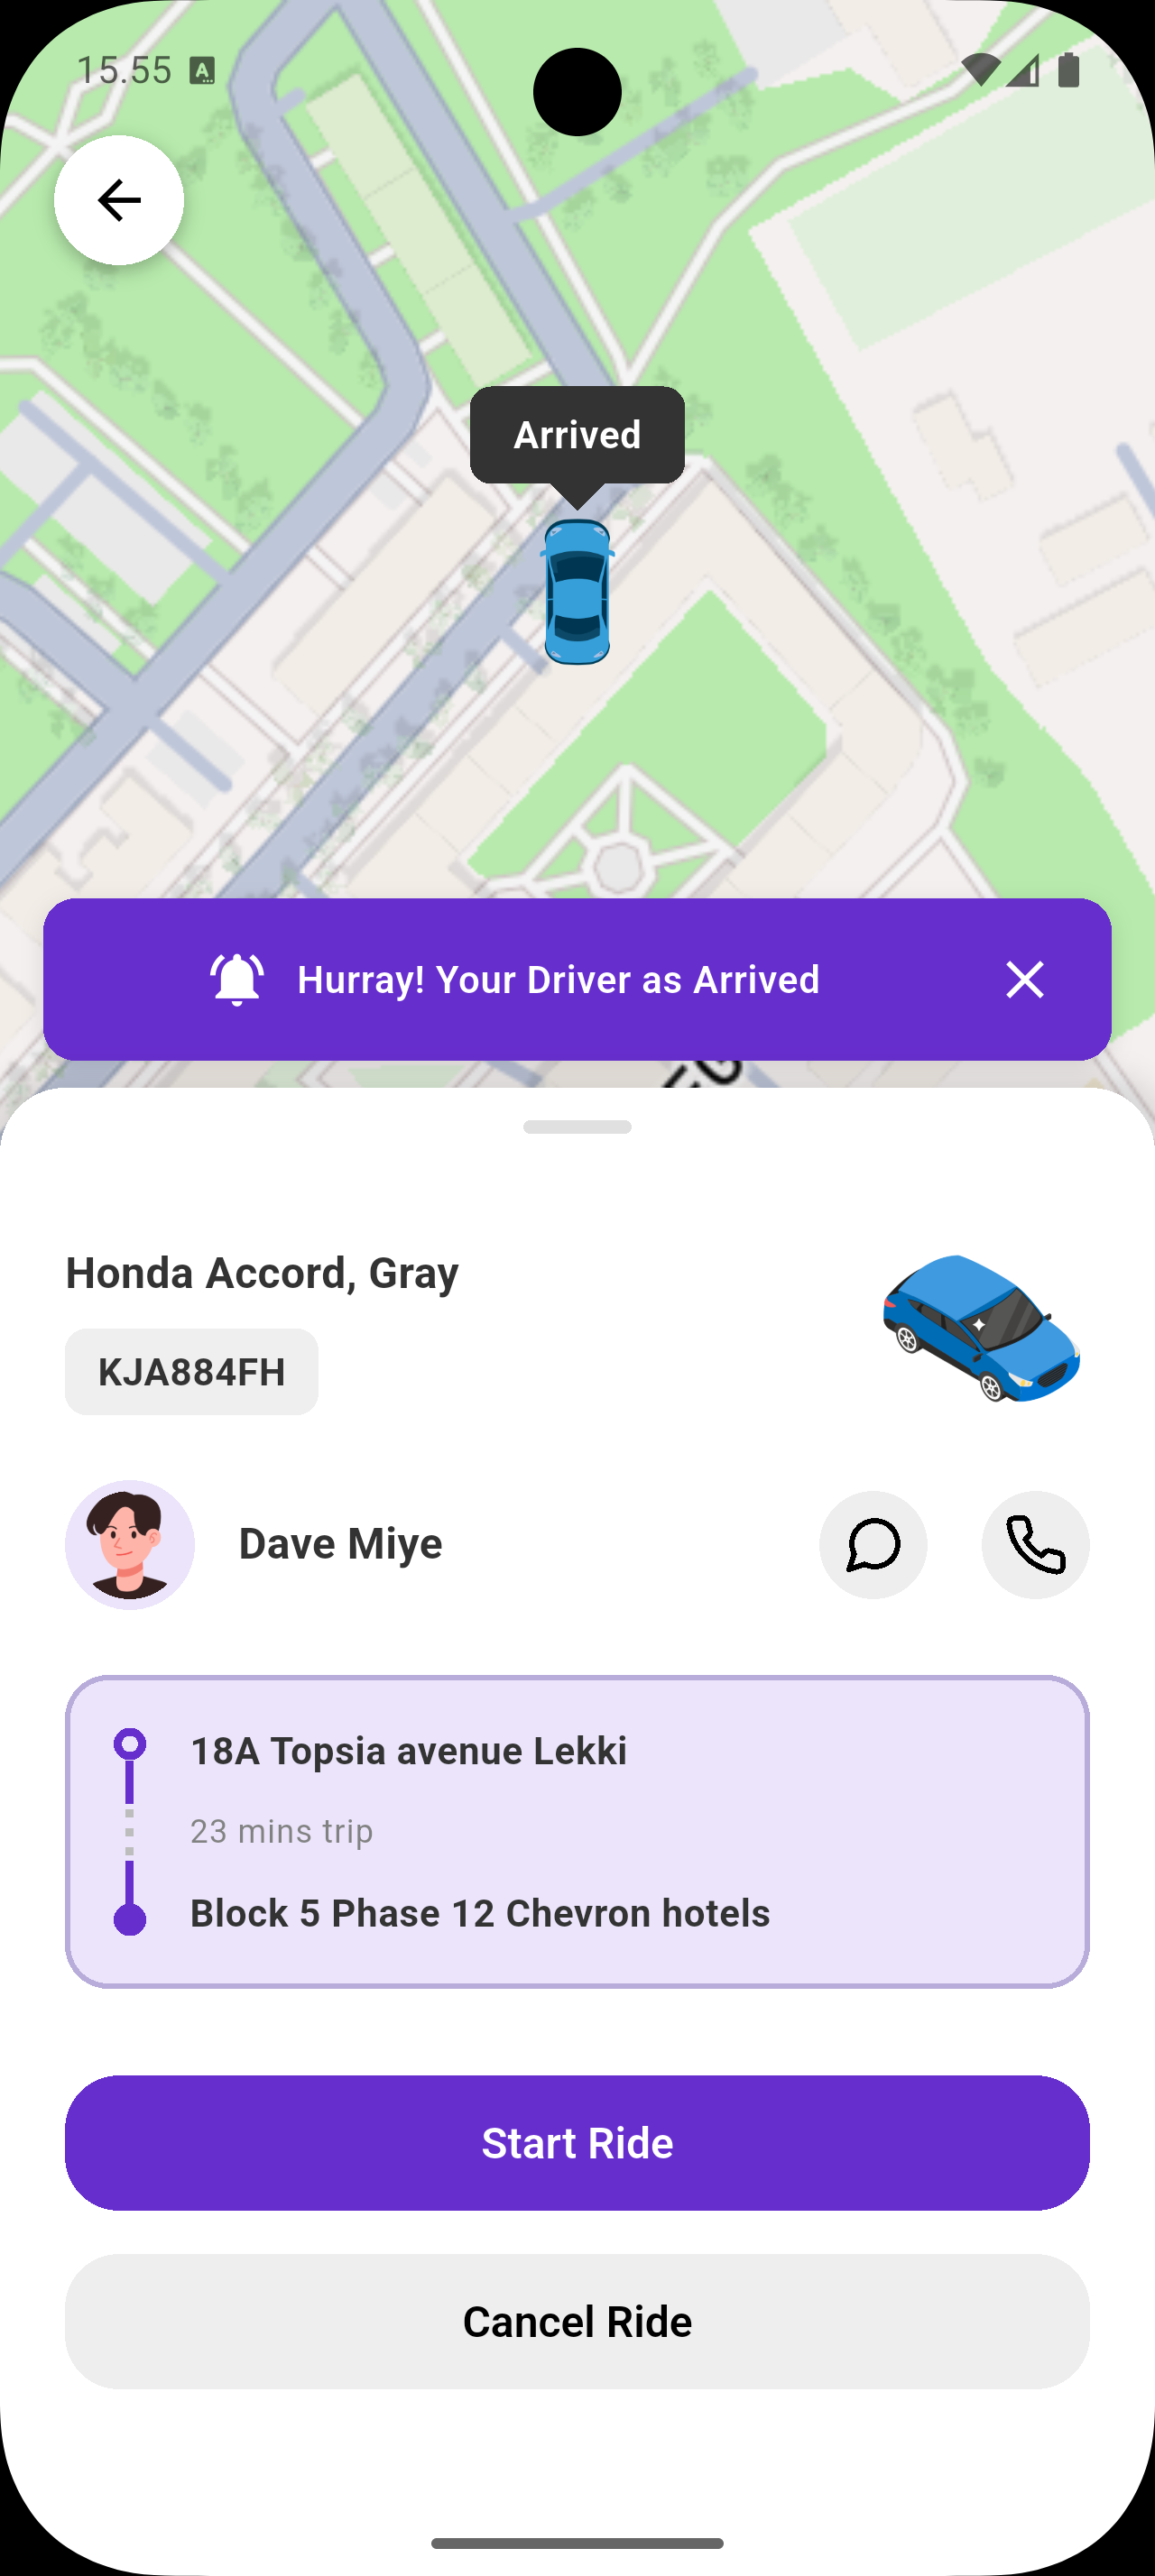 15.55
Arrived
Hurray! Your Driver as Arrived
Honda Accord, Gray
KJA884FH
Dave Miye
18A Topsia avenue Lekki
23 mins trip
Block 5 Phase 12 Chevron hotels
Start Ride
Cancel Ride